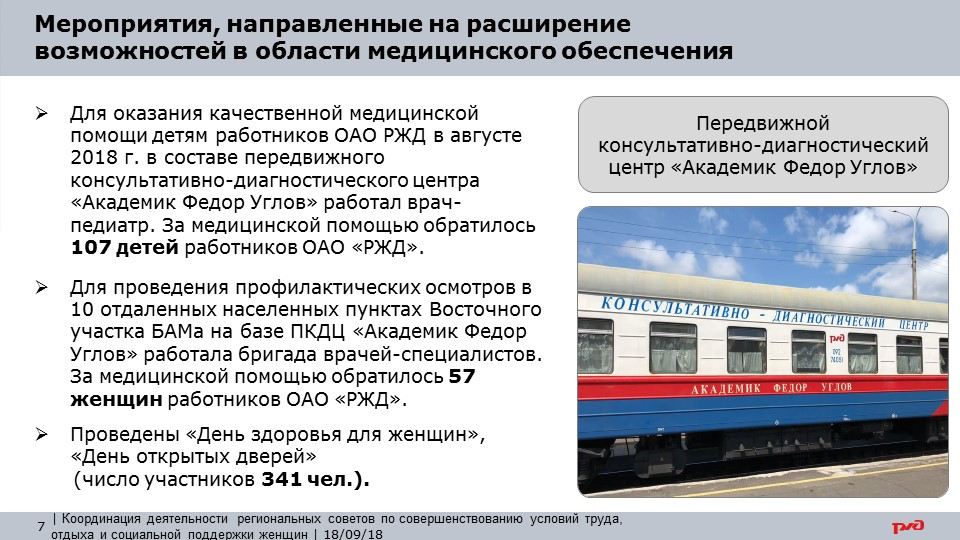 Мероприятия, направленные на расширение
возможностей в области медицинского обеспечения
Для оказания качественной медицинской
помощи детям работников ОАО РЖД в августе
2018 г. в составе передвижного
консультативно-диагностического центра
«Академик Федор Углов» работал врач-
педиатр. За медицинской помощью обратилось
107 детей работников ОАО «РЖД».
Для проведения профилактических осмотров в
10 отдаленных населенных пунктах Восточного
участка БАМа на базе ПКДЦ «Академик Федор
Углов» работала бригада врачей-специалистов.
За медицинской помощью обратилось 57
женщин работников ОАО «РЖД».
Проведены «День здоровья для женщин»,
«День открытых дверей»
(число участников 341 чел.).
Передвижной
консультативно-диагностический
центр «Академик Федор Углов»
КОНСУЛЬТАТИВНО - ДИАГНОСТИЧЕСКИЙ ЦЕНТР
РЖД
092
АКАДЕМИК ФЕДОР УГЛОВ
7
| Координация деятельности региональных советов по совершенствованию условий труда,
отдыха и социальной поддержки женщин | 18/09/18
РЖД